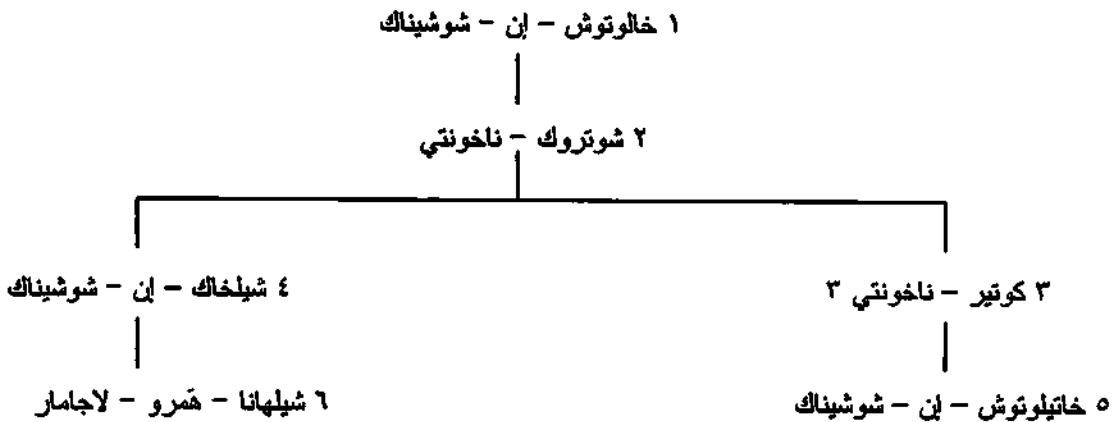 ١ خالوتوش – إن – شوشيناك
٢ شوتروك – ناخونتي
٣ كوتير – ناخونتي ٣
٤ شيلخاك – إن – شوشيناك
٥ خاتيلوتوش – إن – شوشيناك
٦ شيلهانا – همرو – لاجامار